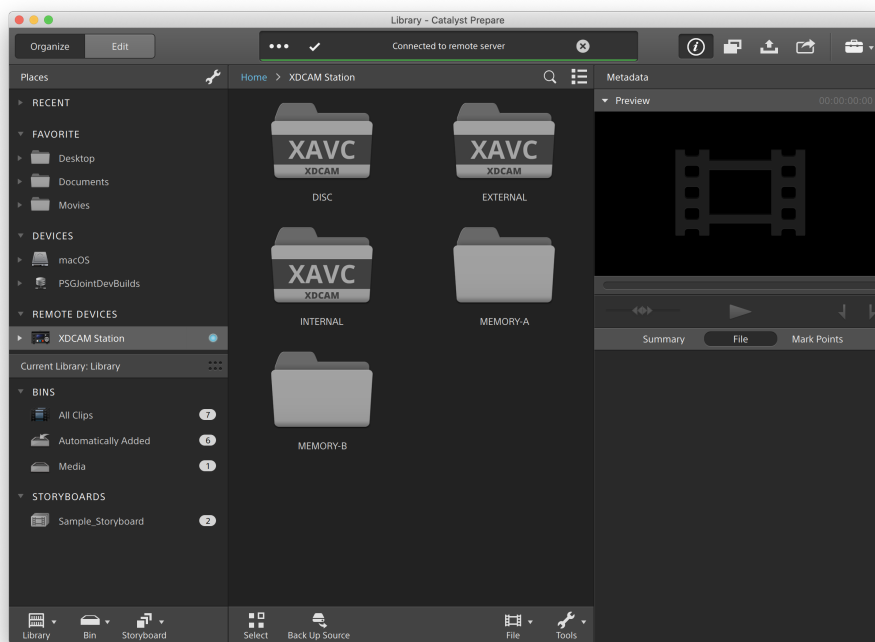 Library - Catalyst Prepare
Organize
Edit
Connected to remote server
Places
Home > XDCAM Station
Metadata
RECENT
FAVORITE
Desktop
Documents
Movies
DEVICES
macOS
PSGJointDevBuilds
REMOTE DEVICES
XDCAM Station
Current Library: Library
BINS
All Clips 7
Automatically Added 6
Media 1
STORYBOARDS
Sample_Storyboard 2
XAVC
XDCAM
DISC
XAVC
XDCAM
EXTERNAL
XAVC
XDCAM
INTERNAL
MEMORY-A
MEMORY-B
Preview 00:00:00:00
Summary
File
Mark Points
Library
Bin
Storyboard
Select
Back Up Source
File
Tools